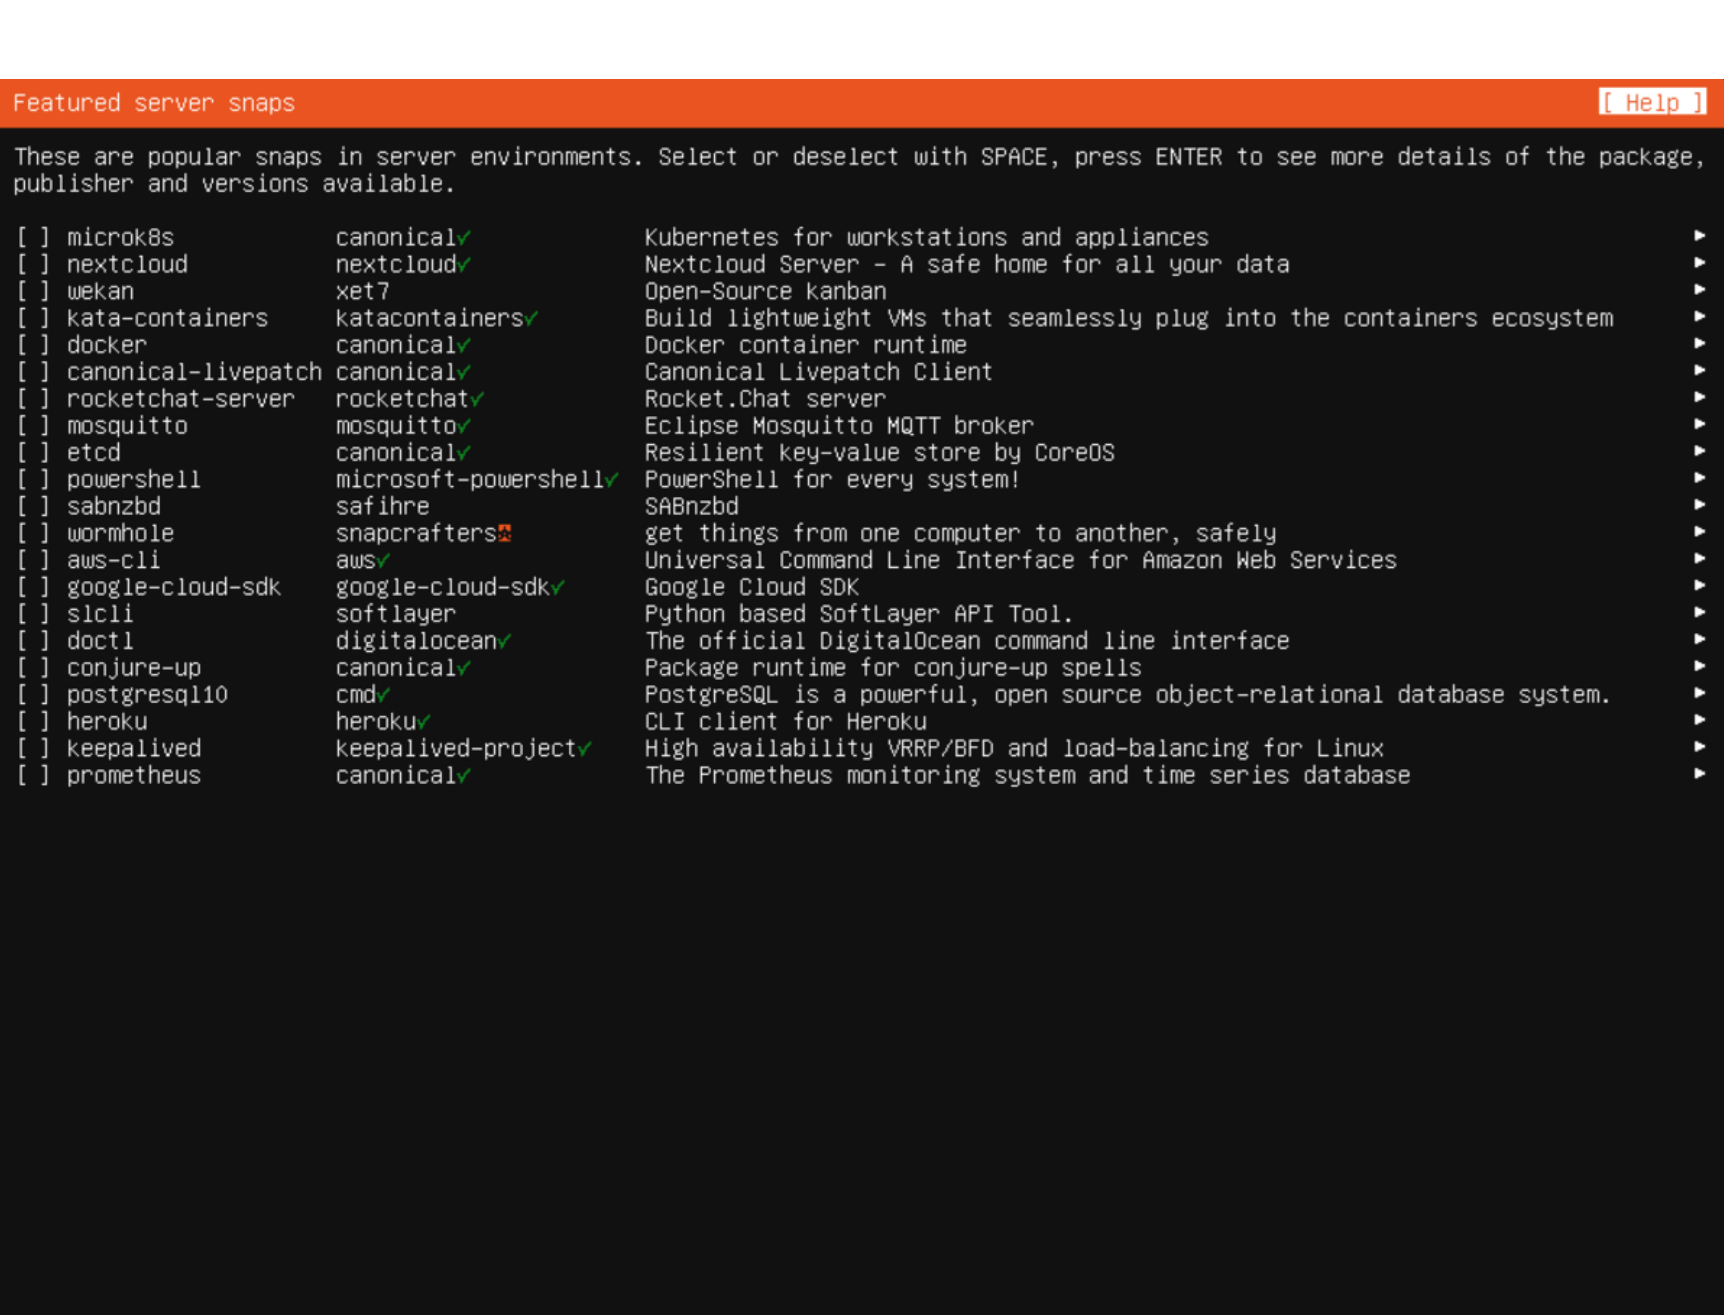 Featured server snaps [ Help ]
These are popular snaps in server environments. Select or deselect with SPACE, press ENTER to see more details of the package,
publisher and versions available.
[ ] microk8s canonical✓ Kubernetes for workstations and appliances ►
[ ] nextcloud nextcloud✓ Nextcloud Server – A safe home for all your data ►
[ ] wekan xet7 Open–Source kanban ►
[ ] kata–containers katacontainers✓ Build lightweight VMs that seamlessly plug into the containers ecosystem ►
[ ] docker canonical✓ Docker container runtime ►
[ ] canonical–livepatch canonical✓ Canonical Livepatch Client ►
[ ] rocketchat–server rocketchat✓ Rocket.Chat server ►
[ ] mosquitto mosquitto✓ Eclipse Mosquitto MQTT broker ►
[ ] etcd canonical✓ Resilient key–value store by CoreOS ►
[ ] powershell microsoft–powershell✓ PowerShell for every system! ►
[ ] sabnzbd safihre SABnzbd ►
[ ] wormhole snapcrafters✪ get things from one computer to another, safely ►
[ ] aws–cli aws✓ Universal Command Line Interface for Amazon Web Services ►
[ ] google–cloud–sdk google–cloud–sdk✓ Google Cloud SDK ►
[ ] slcli softlayer Python based SoftLayer API Tool. ►
[ ] doctl digitalocean✓ The official DigitalOcean command line interface ►
[ ] conjure–up canonical✓ Package runtime for conjure–up spells ►
[ ] postgresql10 cmd✓ PostgreSQL is a powerful, open source object–relational database system. ►
[ ] heroku heroku✓ CLI client for Heroku ►
[ ] keepalived keepalived–project✓ High availability VRRP/BFD and load–balancing for Linux ►
[ ] prometheus canonical✓ The Prometheus monitoring system and time series database ►